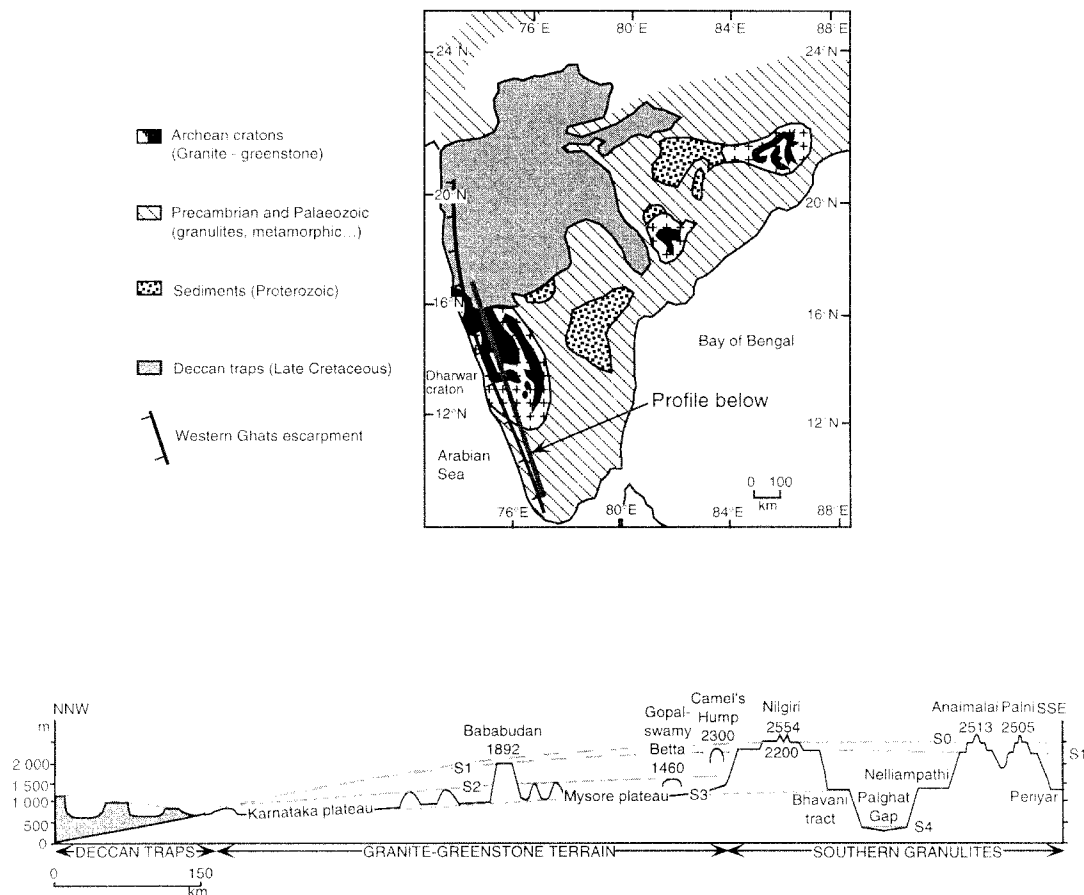 76°E 80°E 84°E 88°E
24°N 24°N
Archean cratons
(Granite - greenstone)
20°N 20°N
Precambrian and Palaeozoic
(granulites, metamorphic...)
Sediments (Proterozoic)
16°N 16°N
Bay of Bengal
Deccan traps (Late Cretaceous)
Dharwar
craton
Profile below
12°N 12°N
Western Ghats escarpment
Arabian
Sea
0 100
km
76°E 80°E 84°E 88°E
NNW
m
Bababudan
1892
Gopal-
swamy
Betta
1460
Camel's
Hump
2300
Nilgiri
2554
2200
Anaimalai Palni SSE
2513 2505
S0
S1
S1
S2
2 000
1 500
1 000
500
0
Karnataka plateau
Mysore plateau
S3
Nelliampathi
Bhavani
tract
Palghat
Gap
S4
Periyar
DECCAN TRAPS GRANITE-GREENSTONE TERRAIN SOUTHERN GRANULITES
0 150
km